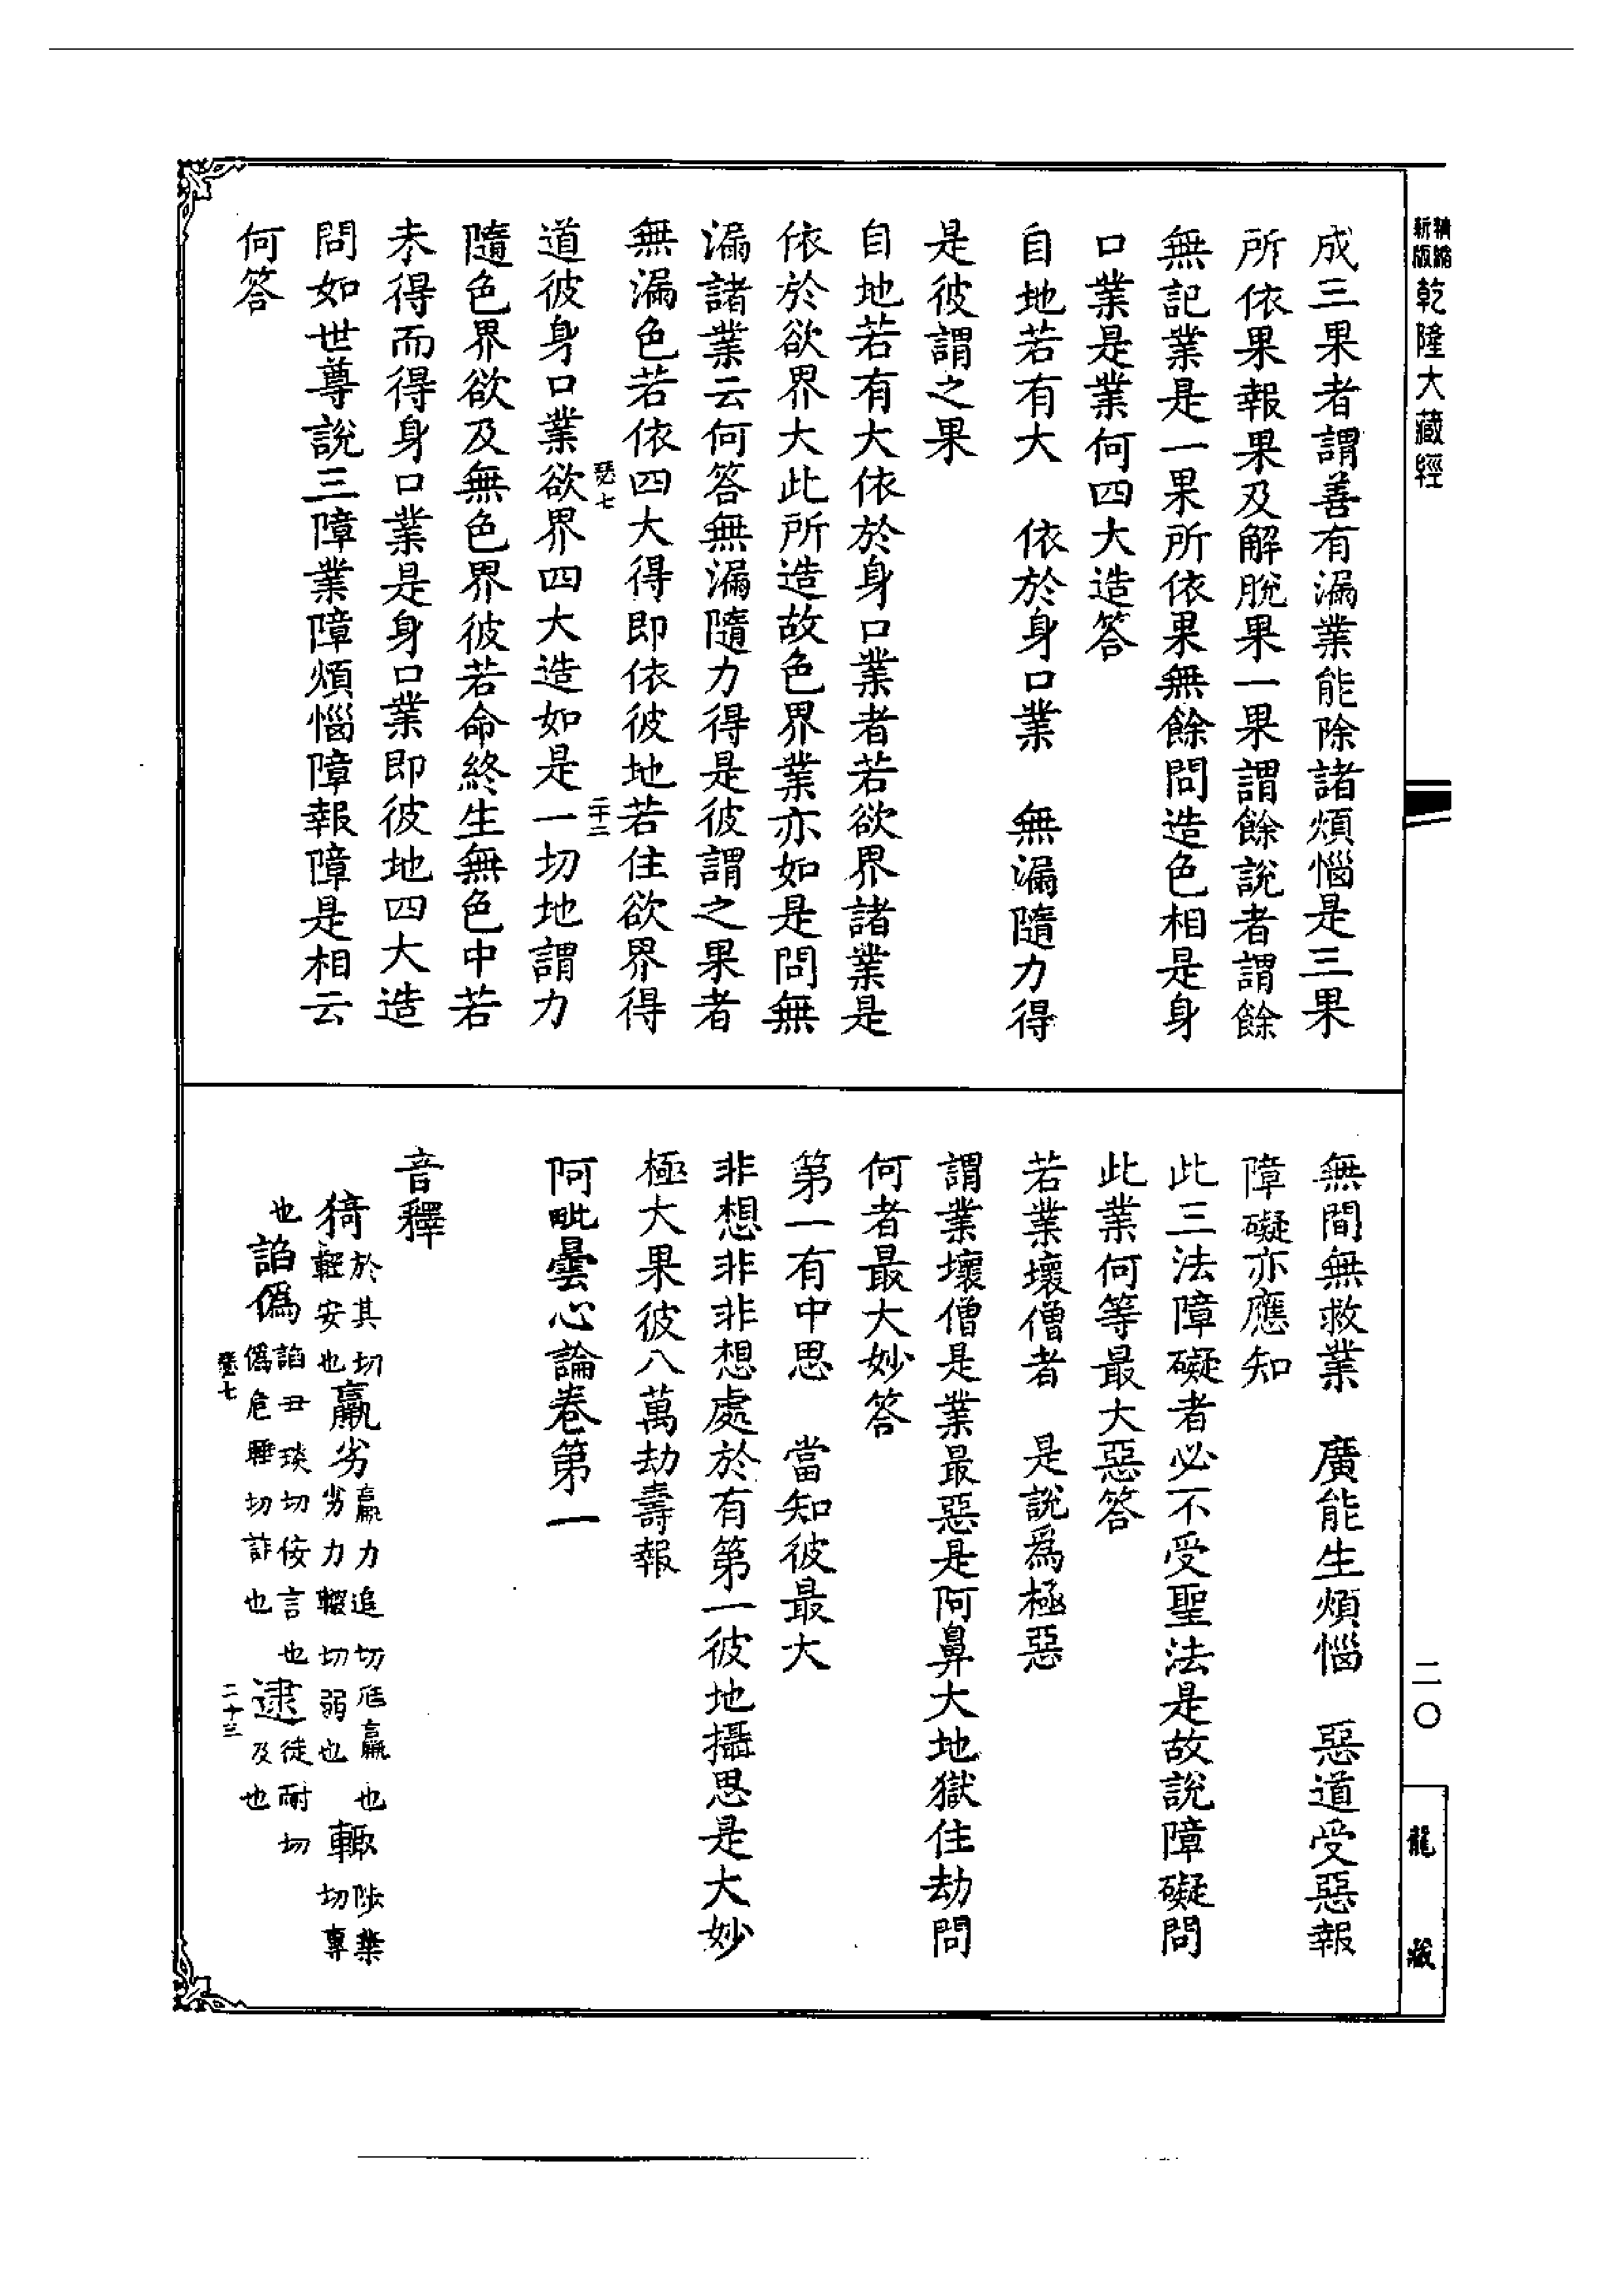 精縮新版乾隆大藏經
二〇
龍藏
成三果者謂善有漏業能除諸煩惱是三果
所依果報果及解脫果一果謂餘說者謂餘
無記業是一果所依果無餘問造色相是身
口業是業何四大造答
自地若有大　依於身口業　無漏隨力得
是彼謂之果
自地若有大依於身口業者若欲界諸業是
依於欲界大此所造故色界業亦如是問無
漏諸業云何答無漏隨力得是彼謂之果者
無漏色若依四大得即依彼地若住欲界得
瑟七　二十二
道彼身口業欲界四大造如是一切地謂力
隨色界欲及無色界彼若命終生無色中若
未得而得身口業是身口業即彼地四大造
問如世尊說三障業障煩惱障報障是相云
何答
無間無救業　廣能生煩惱　惡道受惡報
障礙亦應知
此三法障礙者必不受聖法是故說障礙問
此業何等最大惡答
若業壞僧者　是說為極惡
謂業壞僧是業最惡是阿鼻大地獄住劫問
何者最大妙答
第一有中思　當知彼最大
非想非非想處於有第一彼地攝思是大妙
極大果彼八萬劫壽報
阿毗曇心論卷第一
音釋
猗於其切輕安也羸劣羸力追切尫羸也劣力輟切弱也輙陟葉切專
也諂偽諂丑琰切佞言也偽危睡切詐也逮徒耐切及也
瑟七　二十三